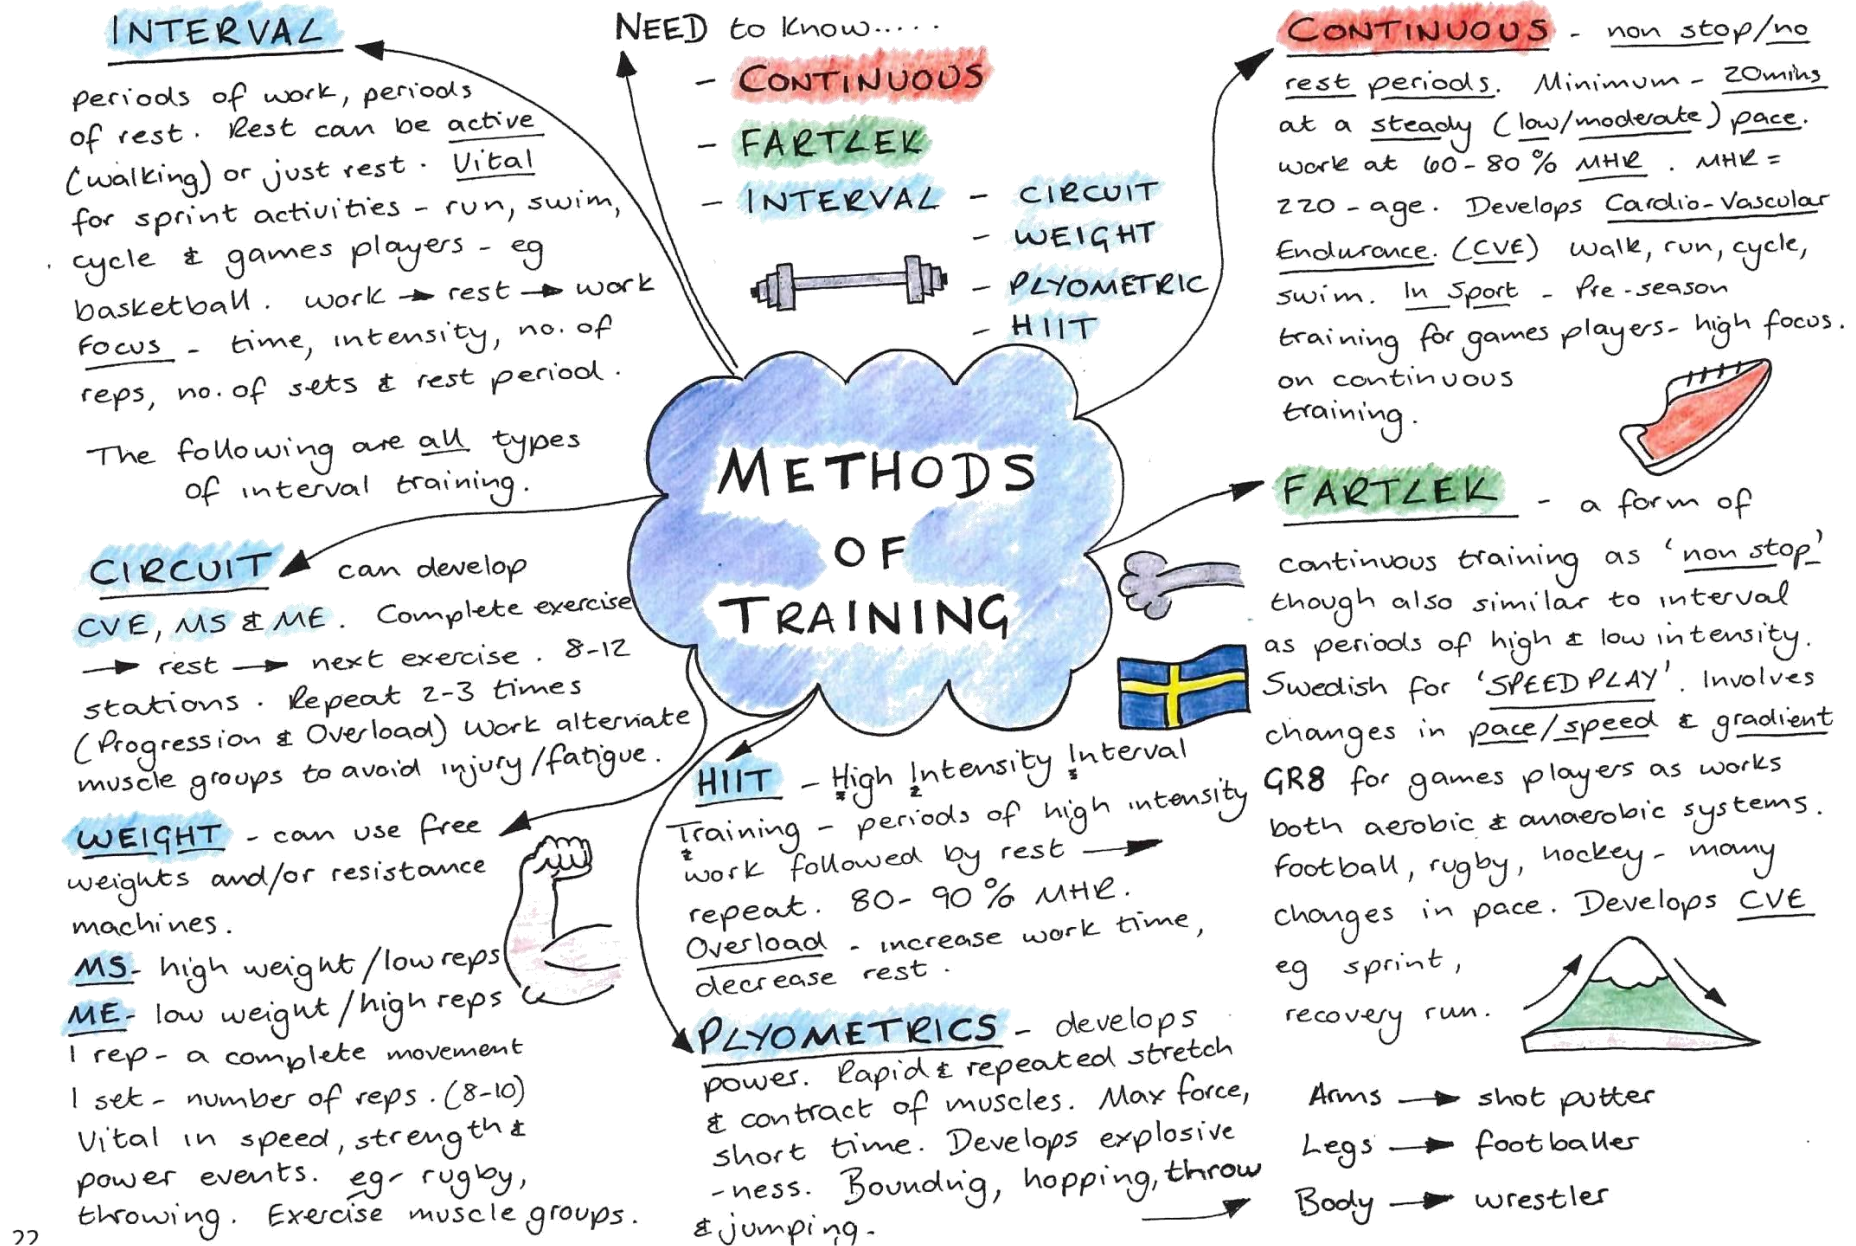 INTERVAL
periods of work, periods
of rest. Rest can be active
(walking) or just rest. Vital
for sprint activities - run, swim,
cycle & games players - eg
basketball. work → rest → work
Focus - time, intensity, no. of
reps, no. of sets & rest period.
The following are all types
of interval training.
NEED to know.....
- CONTINUOUS
- FARTLEK
- INTERVAL - CIRCUIT
- WEIGHT
- PLYOMETRIC
- HIIT
CONTINUOUS - non stop/no
rest periods. Minimum - 20mins
at a steady (low/moderate) pace.
work at 60-80% MHR. MHR =
220-age. Develops Cardio-Vascular
Endurance. (CVE) walk, run, cycle,
swim. In Sport - Pre-season
training for games players- high focus.
on continuous
training.
METHODS
OF
TRAINING
FARTLEK - a form of
continuous training as 'non stop'
though also similar to interval
as periods of high & low intensity.
Swedish for 'SPEED PLAY'. Involves
changes in pace/speed & gradient
GR8 for games players as works
both aerobic & anaerobic systems.
Football, rugby, hockey - many
changes in pace. Develops CVE
eg sprint,
recovery run.
CIRCUIT can develop
CVE, MS & ME. Complete exercise
→ rest → next exercise. 8-12
stations. Repeat 2-3 times
(Progression & Overload) Work alternate
muscle groups to avoid injury/fatigue.
WEIGHT - can use free
weights and/or resistance
machines.
MS- high weight/low reps
ME- low weight/high reps
1 rep - a complete movement
1 set - number of reps. (8-10)
Vital in speed, strength &
power events. eg- rugby,
throwing. Exercise muscle groups.
HIIT - High Intensity Interval
Training - periods of high intensity
work followed by rest →
repeat. 80-90% MHR.
Overload - increase work time,
decrease rest.
PLYOMETRICS - develops
power. Rapid & repeated stretch
& contract of muscles. Max force,
short time. Develops explosive
-ness. Bounding, hopping, throw
& jumping. →
Arms → shot putter
Legs → footballer
Body → wrestler